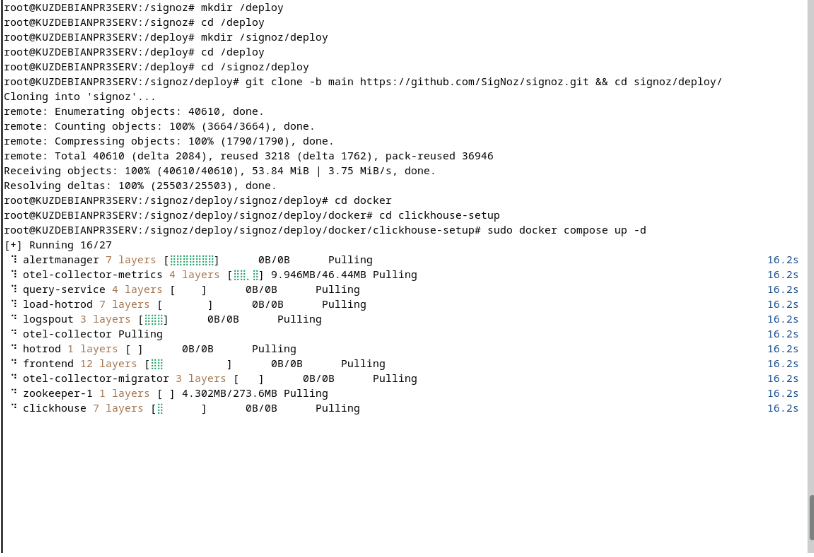 root@KUZDEBIANPR3SERV:/signoz# mkdir /deploy
root@KUZDEBIANPR3SERV:/signoz# cd /deploy
root@KUZDEBIANPR3SERV:/deploy# mkdir /signoz/deploy
root@KUZDEBIANPR3SERV:/deploy# cd /deploy
root@KUZDEBIANPR3SERV:/deploy# cd /signoz/deploy
root@KUZDEBIANPR3SERV:/signoz/deploy# git clone -b main https://github.com/SigNoz/signoz.git && cd signoz/deploy/
Cloning into 'signoz'...
remote: Enumerating objects: 40610, done.
remote: Counting objects: 100% (3664/3664), done.
remote: Compressing objects: 100% (1790/1790), done.
remote: Total 40610 (delta 2084), reused 3218 (delta 1762), pack-reused 36946
Receiving objects: 100% (40610/40610), 53.84 MiB | 3.75 MiB/s, done.
Resolving deltas: 100% (25503/25503), done.
root@KUZDEBIANPR3SERV:/signoz/deploy/signoz/deploy# cd docker
root@KUZDEBIANPR3SERV:/signoz/deploy/signoz/deploy/docker# cd clickhouse-setup
root@KUZDEBIANPR3SERV:/signoz/deploy/signoz/deploy/docker/clickhouse-setup# sudo docker compose up -d
[+] Running 16/27
⠹ alertmanager 7 layers [⣿⣿⣿⣿⣿⣿⣿] 0B/0B Pulling 16.2s
⠹ otel-collector-metrics 4 layers [⣿⣿⡀⣿] 9.946MB/46.44MB Pulling 16.2s
⠹ query-service 4 layers [    ] 0B/0B Pulling 16.2s
⠹ load-hotrod 7 layers [       ] 0B/0B Pulling 16.2s
⠹ logspout 3 layers [⣿⣿⣿] 0B/0B Pulling 16.2s
⠙ otel-collector Pulling 16.2s
⠙ hotrod 1 layers [ ] 0B/0B Pulling 16.2s
⠙ frontend 12 layers [⣿⣿          ] 0B/0B Pulling 16.2s
⠙ otel-collector-migrator 3 layers [   ] 0B/0B Pulling 16.2s
⠙ zookeeper-1 1 layers [ ] 4.302MB/273.6MB Pulling 16.2s
⠙ clickhouse 7 layers [⣿      ] 0B/0B Pulling 16.2s